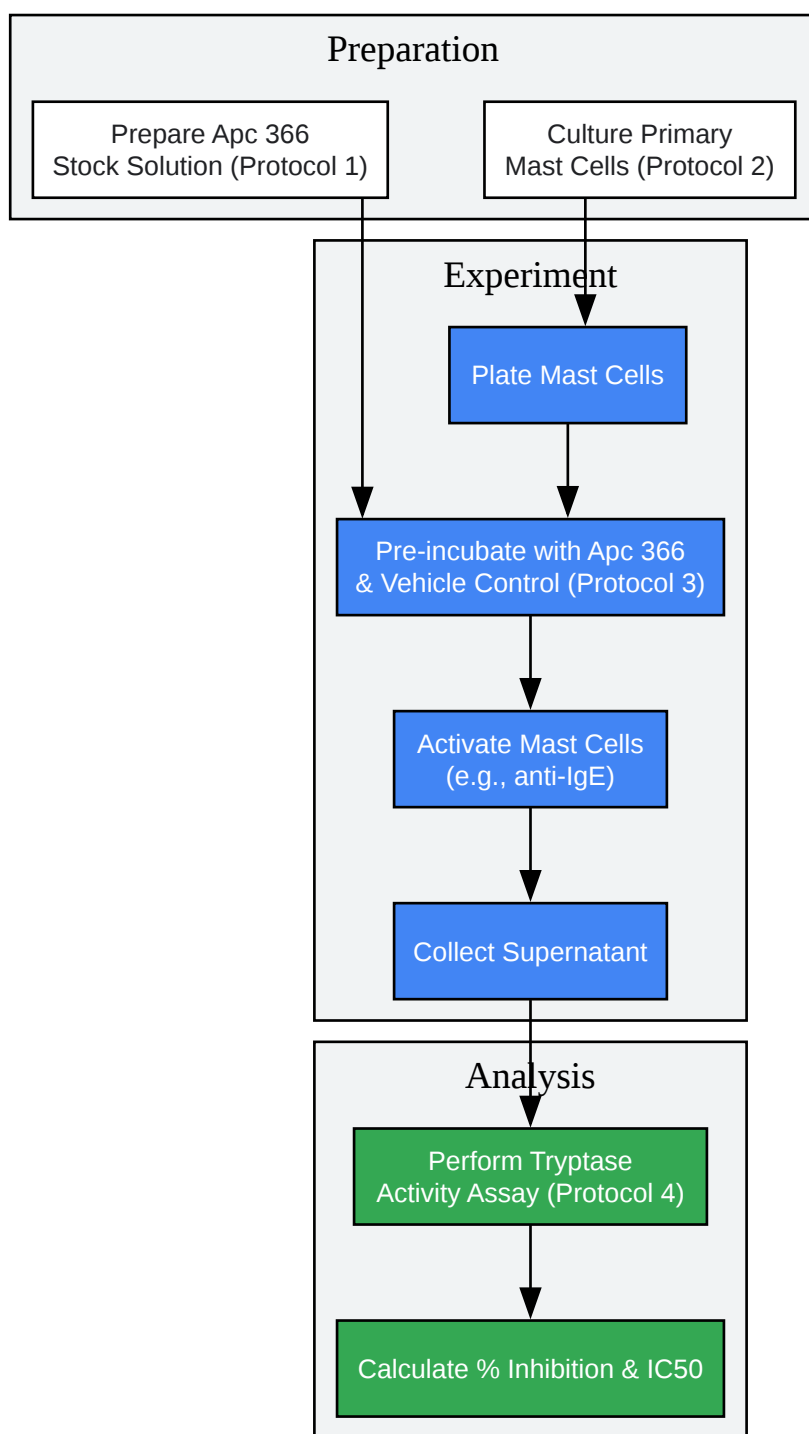 Preparation
Prepare Apc 366
Stock Solution (Protocol 1)
Culture Primary
Mast Cells (Protocol 2)
Experiment
Plate Mast Cells
Pre-incubate with Apc 366
& Vehicle Control (Protocol 3)
Activate Mast Cells
(e.g., anti-IgE)
Collect Supernatant
Analysis
Perform Tryptase
Activity Assay (Protocol 4)
Calculate % Inhibition & IC50